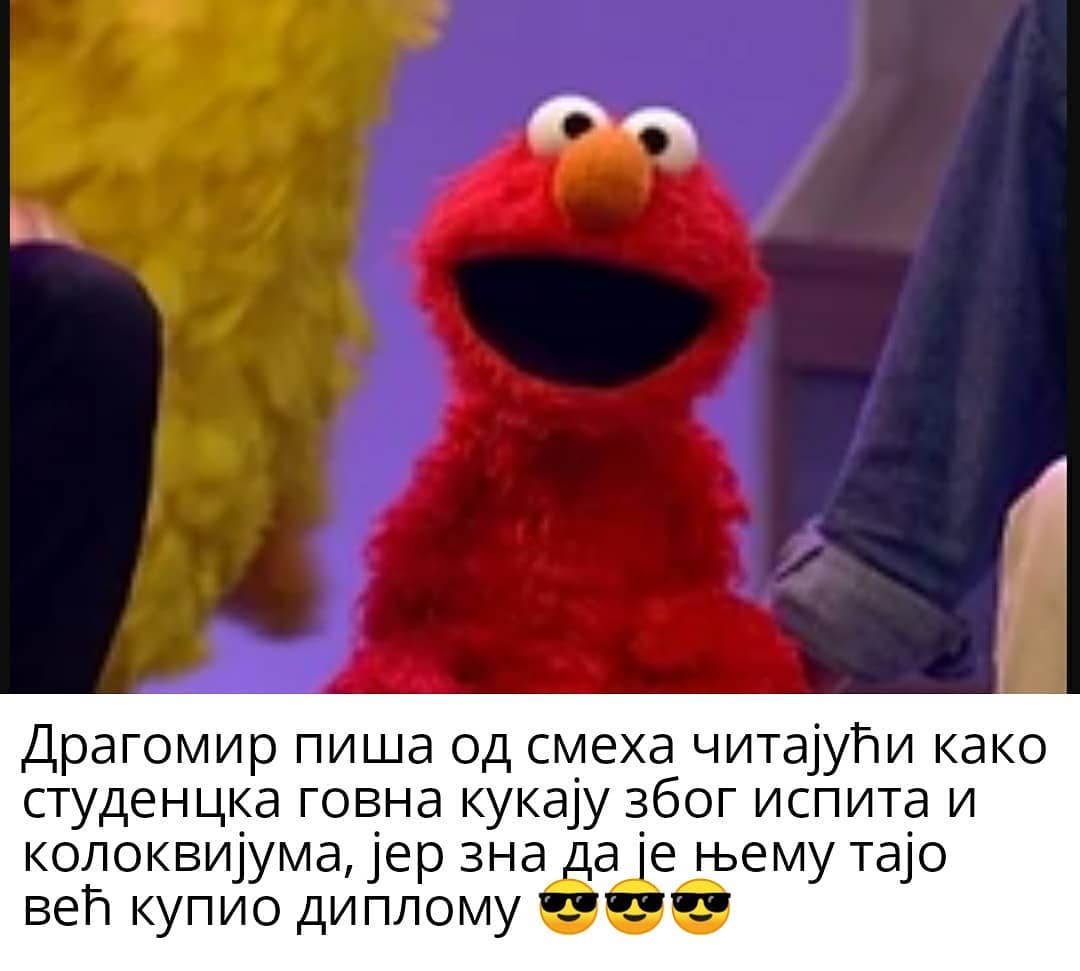 Драгомир пиша од смеха читајући како
студенцка говна кукају због испита и
колоквијума, јер зна да је њему тајо
већ купио диплому 😎😎😎